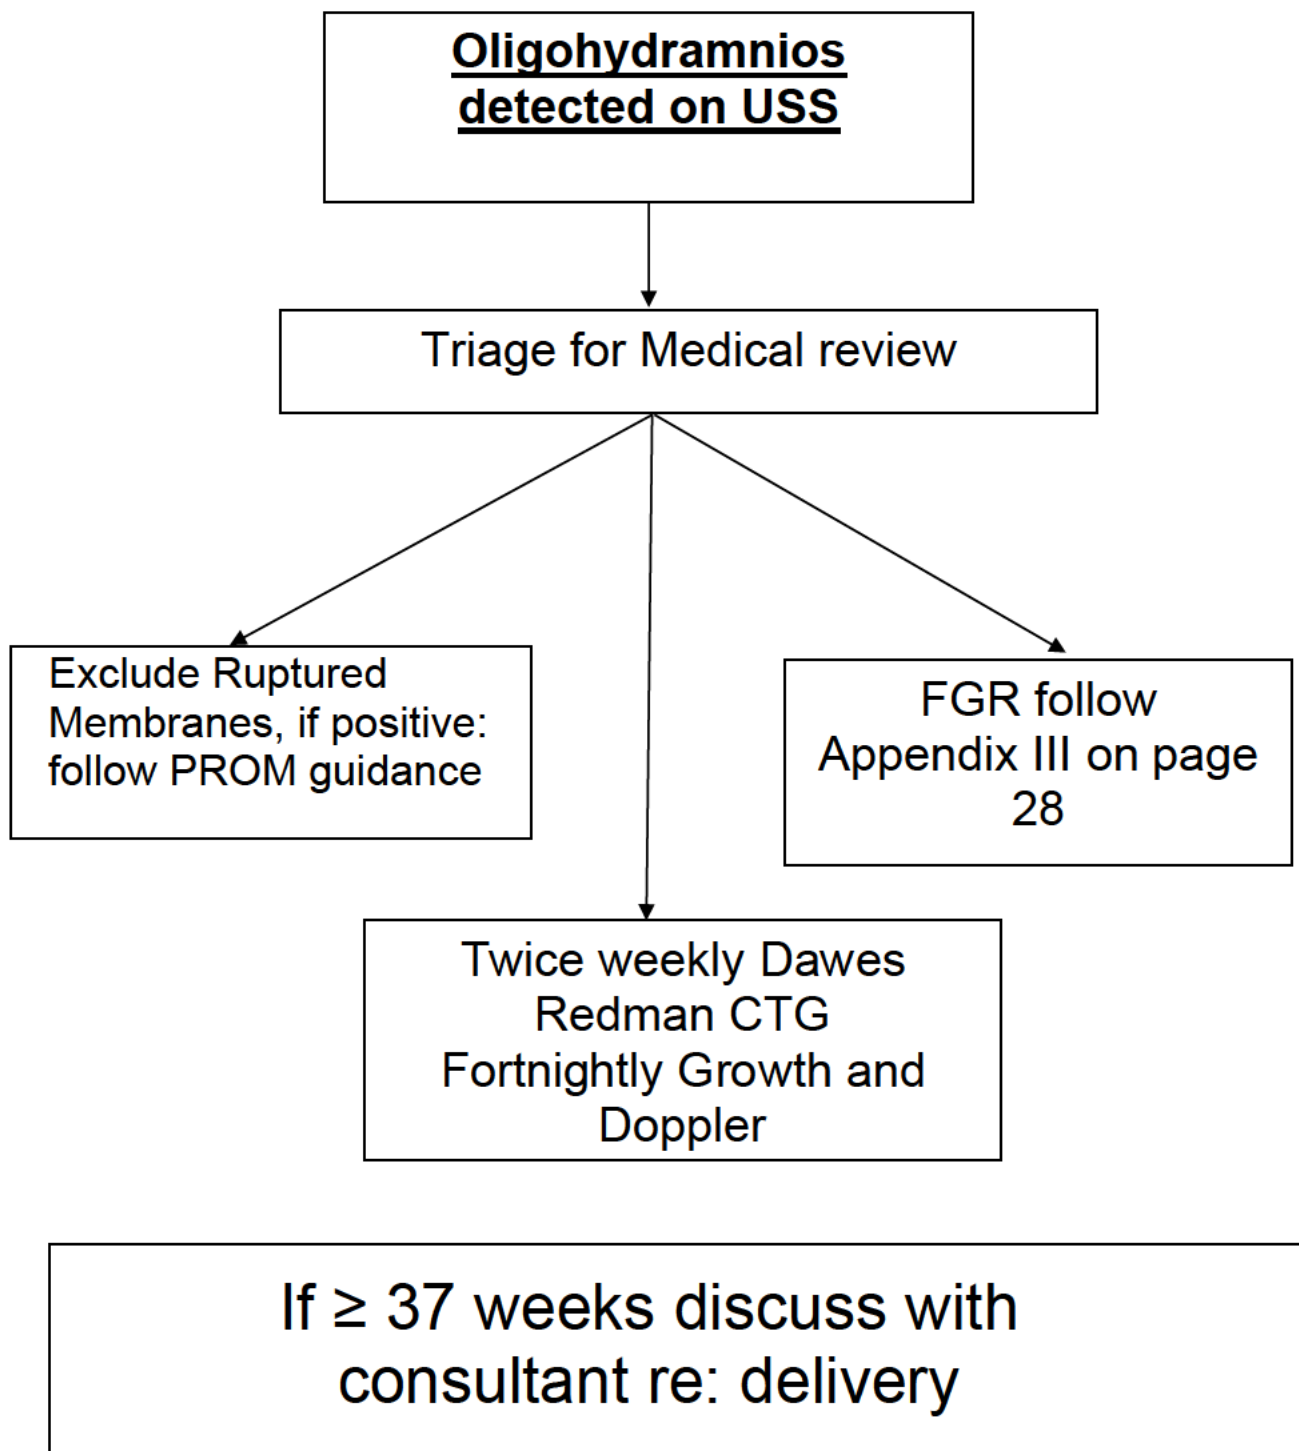 Oligohydramnios
detected on USS
Triage for Medical review
Exclude Ruptured
Membranes, if positive:
follow PROM guidance
FGR follow
Appendix III on page
28
Twice weekly Dawes
Redman CTG
Fortnightly Growth and
Doppler
If ≥ 37 weeks discuss with
consultant re: delivery